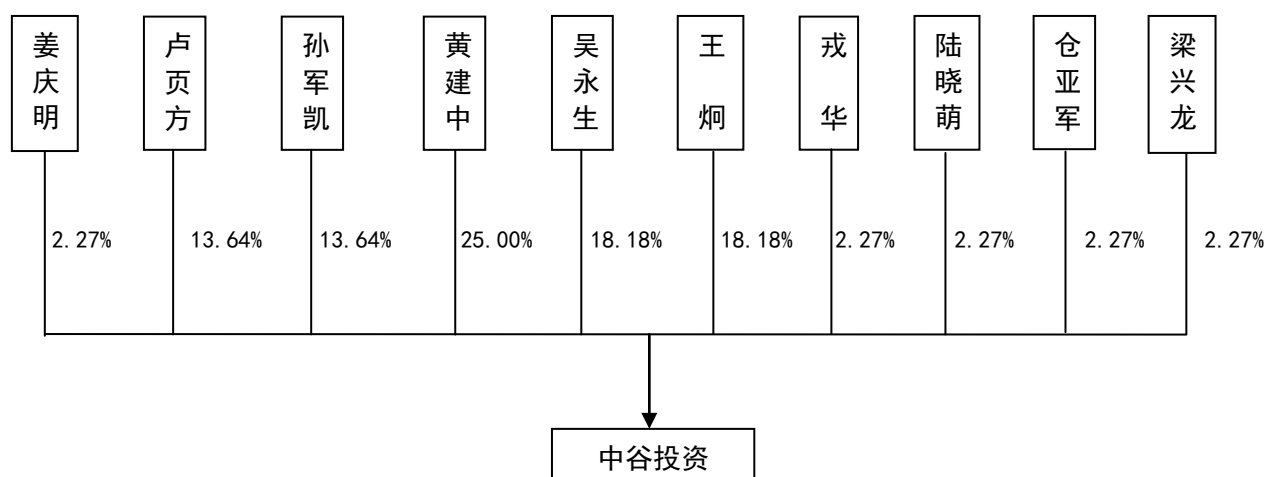 姜庆明
卢页方
孙军凯
黄建中
吴永生
王炯
戎华
陆晓萌
仓亚军
梁兴龙
2.27%
13.64%
13.64%
25.00%
18.18%
18.18%
2.27%
2.27%
2.27%
2.27%
中谷投资